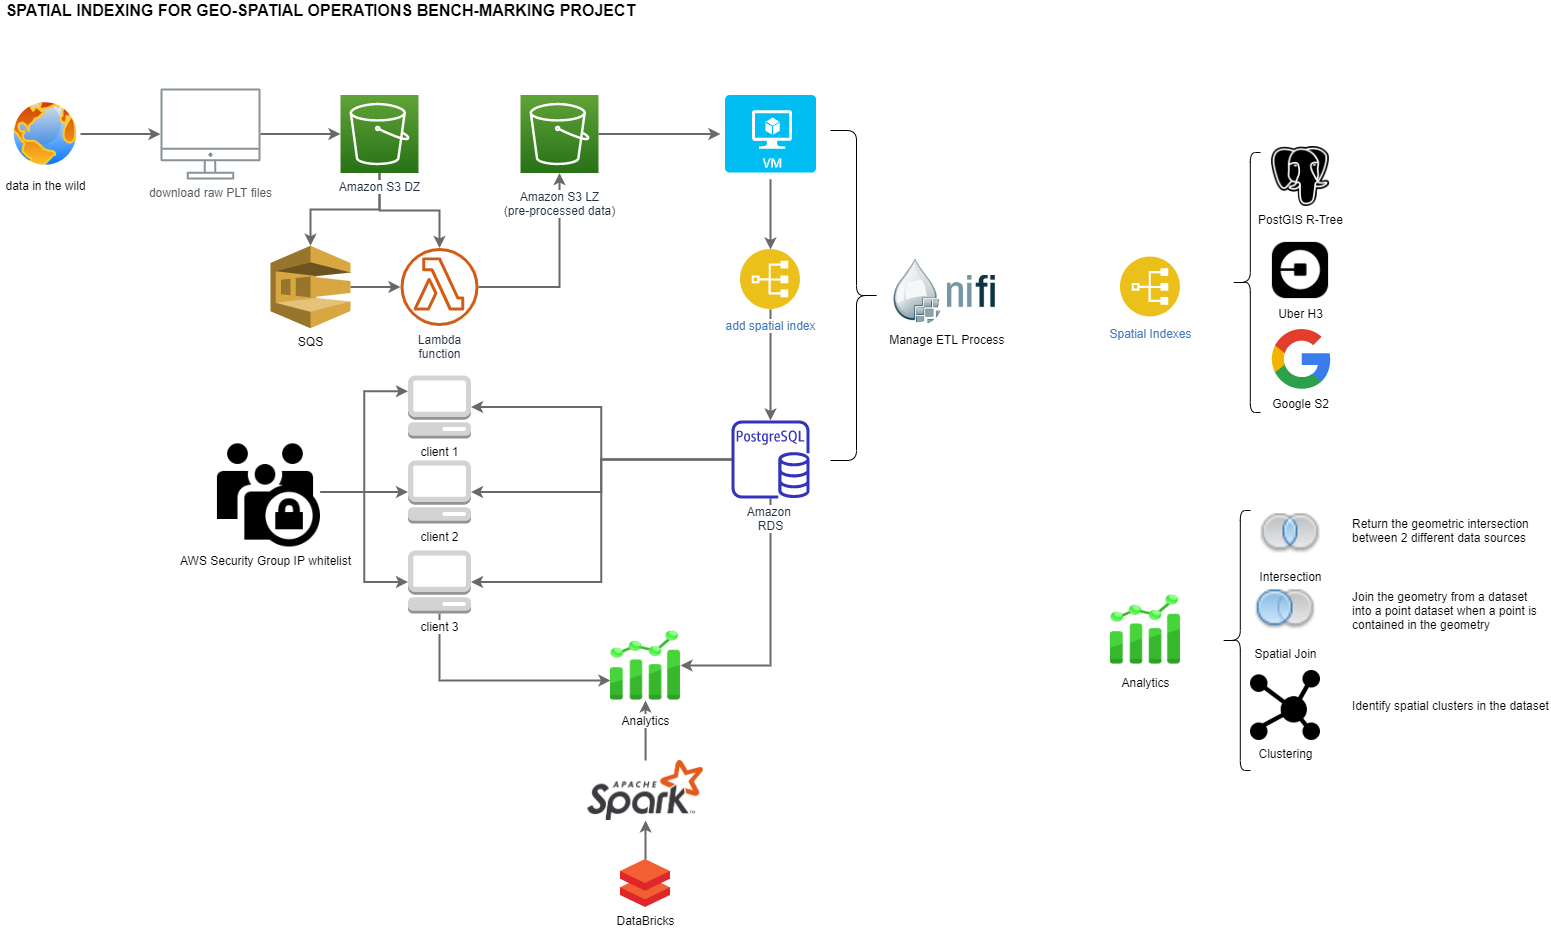 SPATIAL INDEXING FOR GEO-SPATIAL OPERATIONS BENCH-MARKING PROJECT
data in the wild
download raw PLT files
Amazon S3 DZ
Amazon S3 LZ
(pre-processed data)
VM
SQS
Lambda
function
add spatial index
nifi
Manage ETL Process
PostgreSQL
Amazon
RDS
client 1
client 2
client 3
AWS Security Group IP whitelist
Analytics
APACHE
Spark
TM
DataBricks
Spatial Indexes
PostGIS R-Tree
Uber H3
Google S2
Analytics
Intersection
Return the geometric intersection
between 2 different data sources
Spatial Join
Join the geometry from a dataset
into a point dataset when a point is
contained in the geometry
Clustering
Identify spatial clusters in the dataset